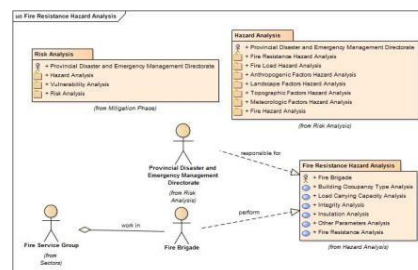 uc Fire Resistance Hazard Analysis
Risk Analysis
+ Provincial Disaster and Emergency Management Directorate
+ Hazard Analysis
+ Vulnerability Analysis
+ Risk Analysis
(from Mitigation Phase)
Hazard Analysis
+ Provincial Disaster and Emergency Management Directorate
+ Fire Resistance Hazard Analysis
+ Fire Load Hazard Analysis
+ Anthropogenic Factors Hazard Analysis
+ Landscape Factors Hazard Analysis
+ Topographic Factors Hazard Analysis
+ Meteorologic Factors Hazard Analysis
+ Fire Hazard Analysis
(from Risk Analysis)
Provincial Disaster and
Emergency Management
Directorate
(from Risk
Analysis)
responsible for
Fire Resistance Hazard Analysis
+ Fire Brigade
+ Building Occupancy Type Analysis
+ Load Carrying Capacity Analysis
+ Integrity Analysis
+ Insulation Analysis
+ Other Parameters Analysis
+ Fire Resistance Analysis
(from Hazard Analysis)
Fire Service Group
(from
Sectors)
work in
Fire Brigade
perform